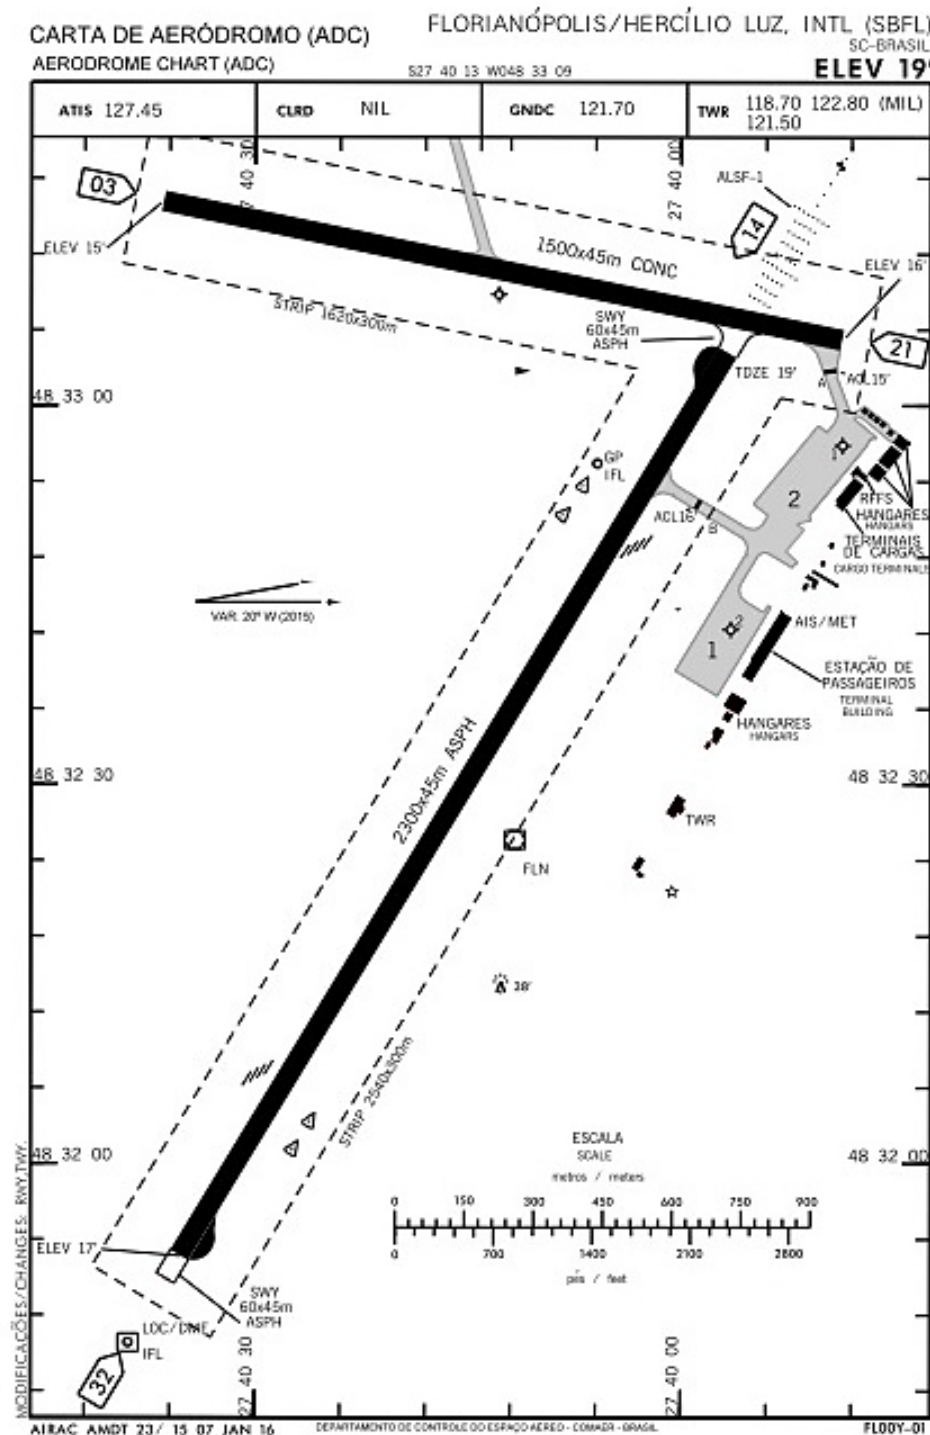 CARTA DE AERÓDROMO (ADC)
AERODROME CHART (ADC)
FLORIANÓPOLIS/HERCÍLIO LUZ, INTL (SBFL)
SC-BRASIL
S27 40 13 W048 33 09
ELEV 19'
ATIS 127.45
CLRD NIL
GNDC 121.70
TWR 118.70 122.80 (MIL)
121.50
27 40 30
27 40 00
03
ALSF-1
14
ELEV 15'
1500x45m CONC
ELEV 16'
STRIP 1620x300m
SWY
60x45m
ASPH
21
TDZE 19'
A
ACL15'
48 33 00
GP
IFL
1
2
RFFS
HANGARES
HANGARS
ACL16'
B
TERMINAIS
DE CARGAS
CARGO TERMINALS
VAR. 20° W (2015)
2
AIS/MET
1
ESTAÇÃO DE
PASSAGEIROS
TERMINAL
BUILDING
HANGARES
HANGARS
2300x45m ASPH
48 32 30
48 32 30
TWR
FLN
38'
STRIP 2540x300m
48 32 00
48 32 00
ESCALA
SCALE
metros / meters
0 150 300 450 600 750 900
0 700 1400 2100 2800
pés / feet
ELEV 17'
SWY
60x45m
ASPH
LOC/DME
IFL
32
27 40 30
27 40 00
MODIFICAÇÕES/CHANGES: RWY,TWY.
AIRAC AMDT 23/ 15 07 JAN 16
DEPARTAMENTO DE CONTROLE DO ESPAÇO AÉREO - COMAER - BRASIL
FL00Y-01